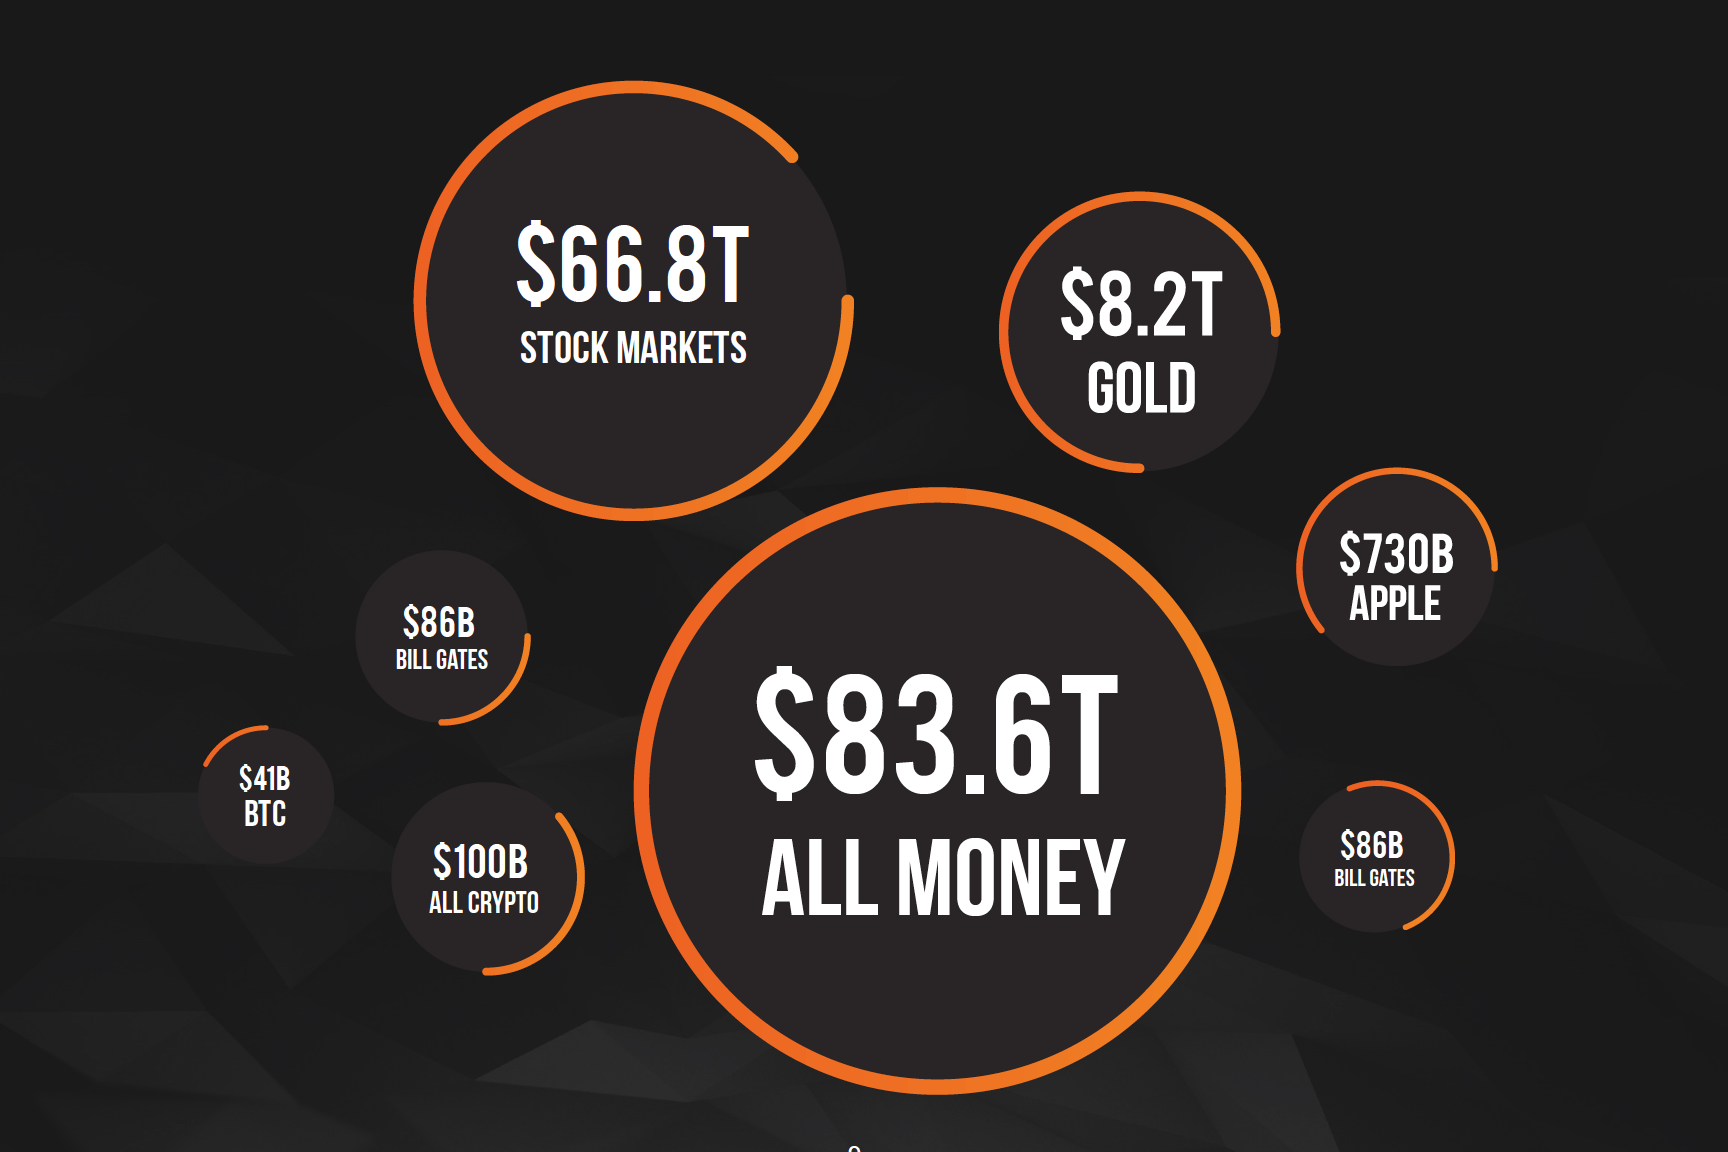 $66.8T
STOCK MARKETS
$8.2T
GOLD
$730B
APPLE
$86B
BILL GATES
$83.6T
ALL MONEY
$41B
BTC
$100B
ALL CRYPTO
$86B
BILL GATES